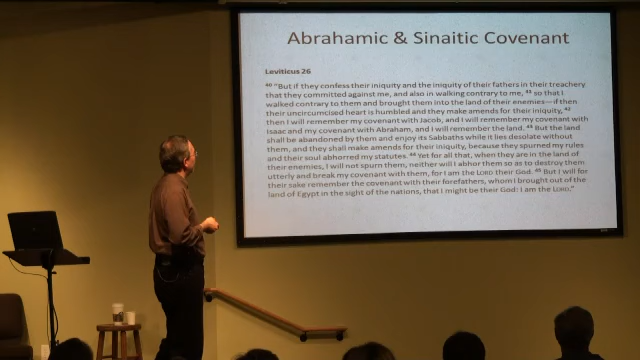 Abrahamic & Sinaitic Covenant
Leviticus 26
40 "But if they confess their iniquity and the iniquity of their fathers in their treachery
that they committed against me, and also in walking contrary to me, 41 so that I
walked contrary to them and brought them into the land of their enemies—if then
their uncircumcised heart is humbled and they make amends for their iniquity, 42
then I will remember my covenant with Jacob, and I will remember my covenant with
Isaac and my covenant with Abraham, and I will remember the land. 43 But the land
shall be abandoned by them and enjoy its Sabbaths while it lies desolate without
them, and they shall make amends for their iniquity, because they spurned my rules
and their soul abhorred my statutes. 44 Yet for all that, when they are in the land of
their enemies, I will not spurn them, neither will I abhor them so as to destroy them
utterly and break my covenant with them, for I am the LORD their God. 45 But I will for
their sake remember the covenant with their forefathers, whom I brought out of the
land of Egypt in the sight of the nations, that I might be their God: I am the LORD."